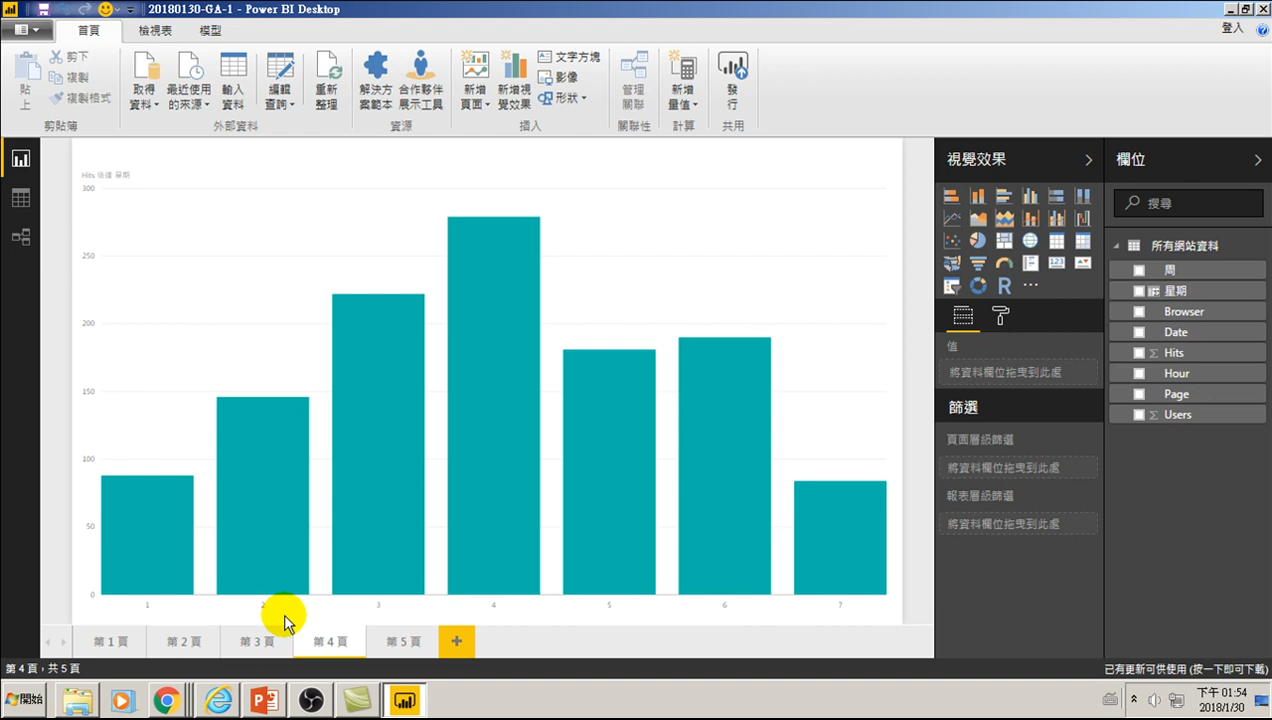 20180130-GA-1 - Power BI Desktop
首頁 檢視表 模型 登入
貼上 剪下 複製 複製格式 剪貼簿
取得資料 最近使用的來源 輸入資料 編輯查詢 重新整理 外部資料
解決方案範本 合作夥伴展示工具 資源
新增頁面 新增視覺效果 文字方塊 影像 形狀 插入
管理關聯 關聯性
新增量值 計算
發行 共用
Hits 依據 星期
300
250
200
150
100
50
0
1 2 3 4 5 6 7
視覺效果
123
R
值
將資料欄位拖曳到此處
篩選
頁面層級篩選
將資料欄位拖曳到此處
報表層級篩選
將資料欄位拖曳到此處
欄位
搜尋
所有網站資料
周
星期
Browser
Date
Σ Hits
Hour
Page
Σ Users
第 1 頁 第 2 頁 第 3 頁 第 4 頁 第 5 頁 +
第 4 頁，共 5 頁
已有更新可供使用 (按一下即可下載)
開始
下午 01:54
2018/1/30